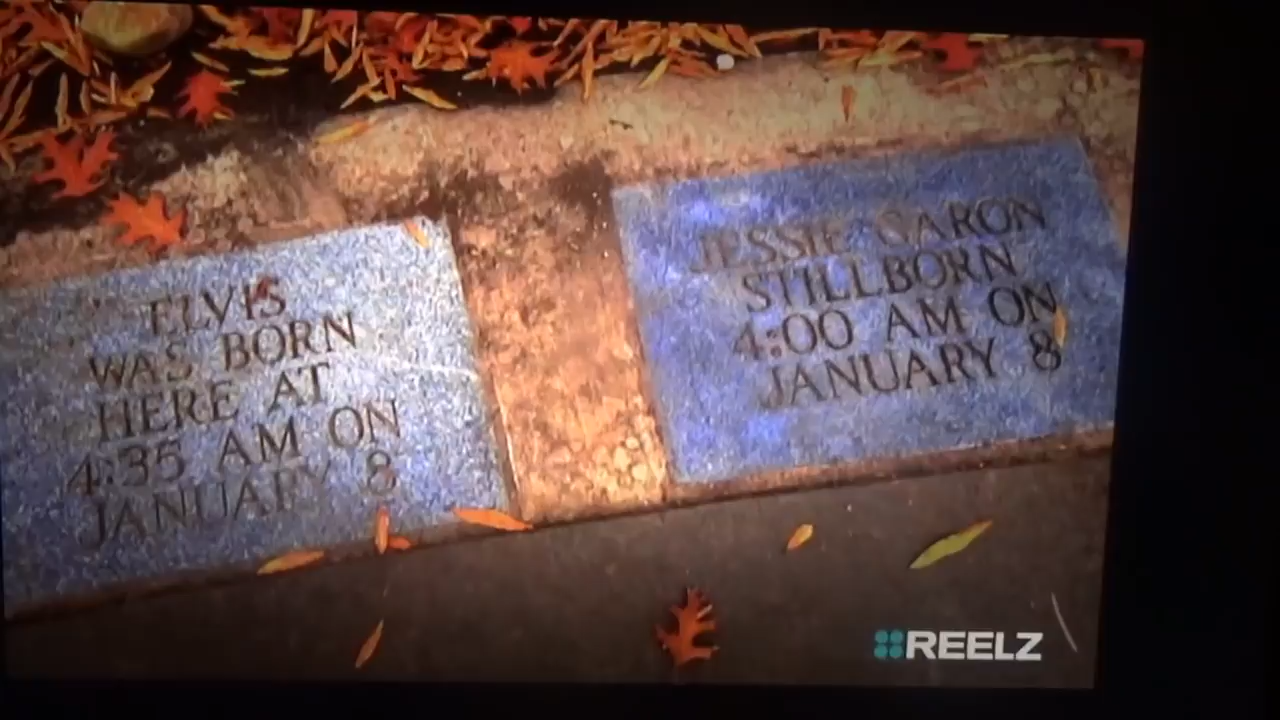 ELVIS
WAS BORN
HERE AT
4:35 AM ON
JANUARY 8
JESSIE GARON
STILLBORN
4:00 AM ON
JANUARY 8
REELZ